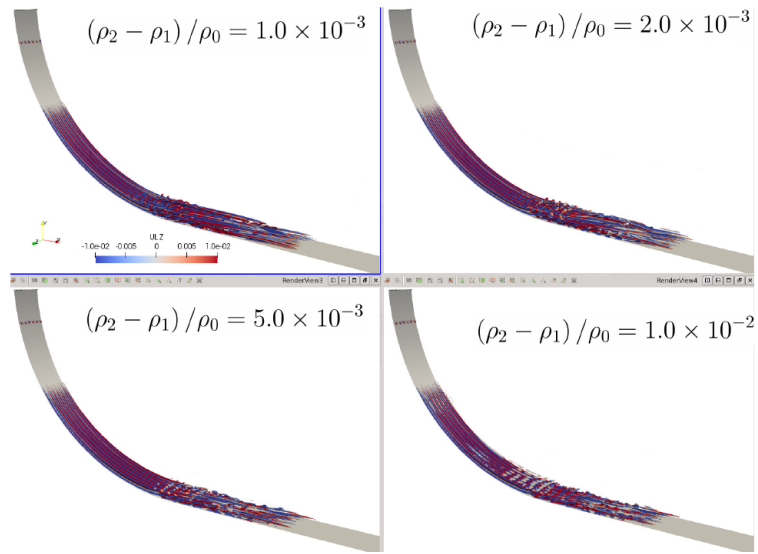 (ρ₂ − ρ₁) /ρ₀ = 1.0 × 10⁻³
(ρ₂ − ρ₁) /ρ₀ = 2.0 × 10⁻³
U_Z
-1.0e-02 -0.005 0 0.005 1.0e-02
RenderView3
RenderView4
(ρ₂ − ρ₁) /ρ₀ = 5.0 × 10⁻³
(ρ₂ − ρ₁) /ρ₀ = 1.0 × 10⁻²